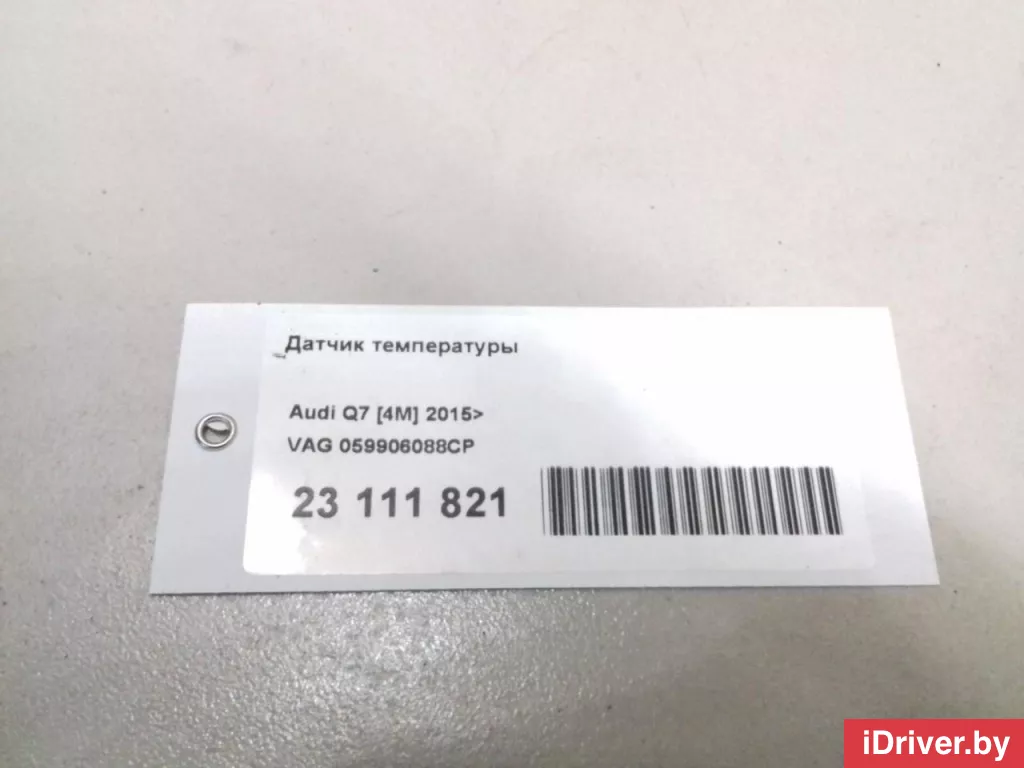 Датчик температуры
Audi Q7 [4M] 2015>
VAG 059906088CP
23 111 821
iDriver.by